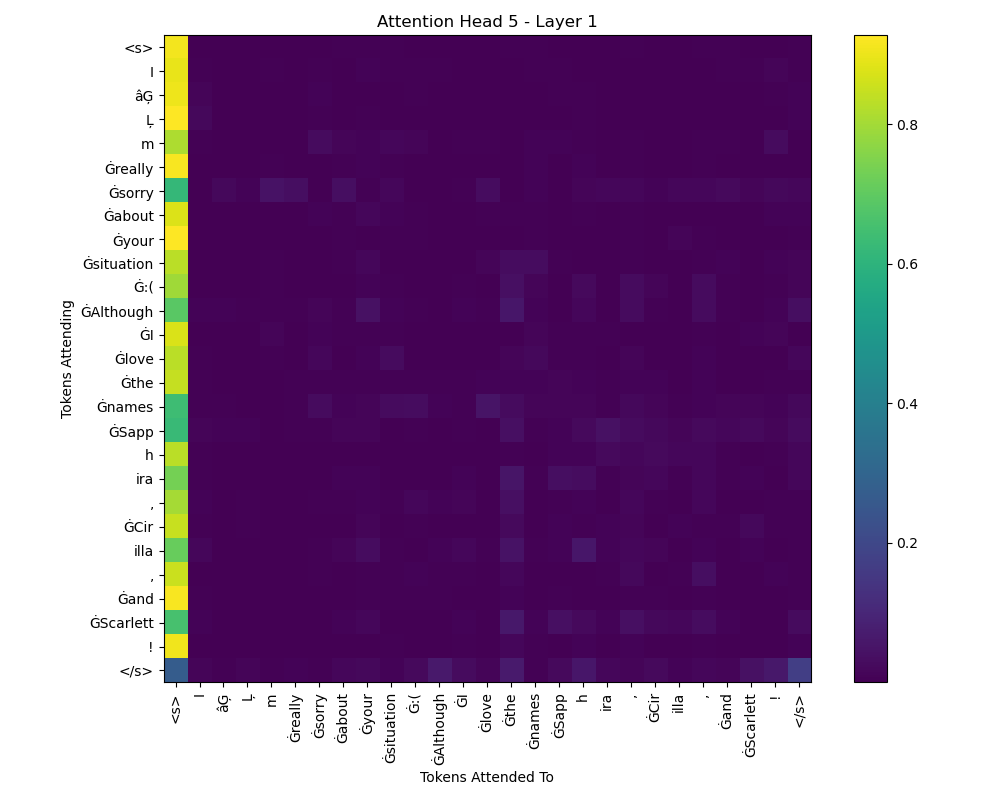 Attention Head 5 - Layer 1
<s>
I
âĢ
Ļ
m
Ġreally
Ġsorry
Ġabout
Ġyour
Ġsituation
Ġ:(
ĠAlthough
ĠI
Ġlove
Ġthe
Ġnames
ĠSapp
h
ira
,
ĠCir
illa
,
Ġand
ĠScarlett
!
</s>
Tokens Attending
<s>
I
âĢ
Ļ
m
Ġreally
Ġsorry
Ġabout
Ġyour
Ġsituation
Ġ:(
ĠAlthough
ĠI
Ġlove
Ġthe
Ġnames
ĠSapp
h
ira
,
ĠCir
illa
,
Ġand
ĠScarlett
!
</s>
Tokens Attended To
0.8
0.6
0.4
0.2